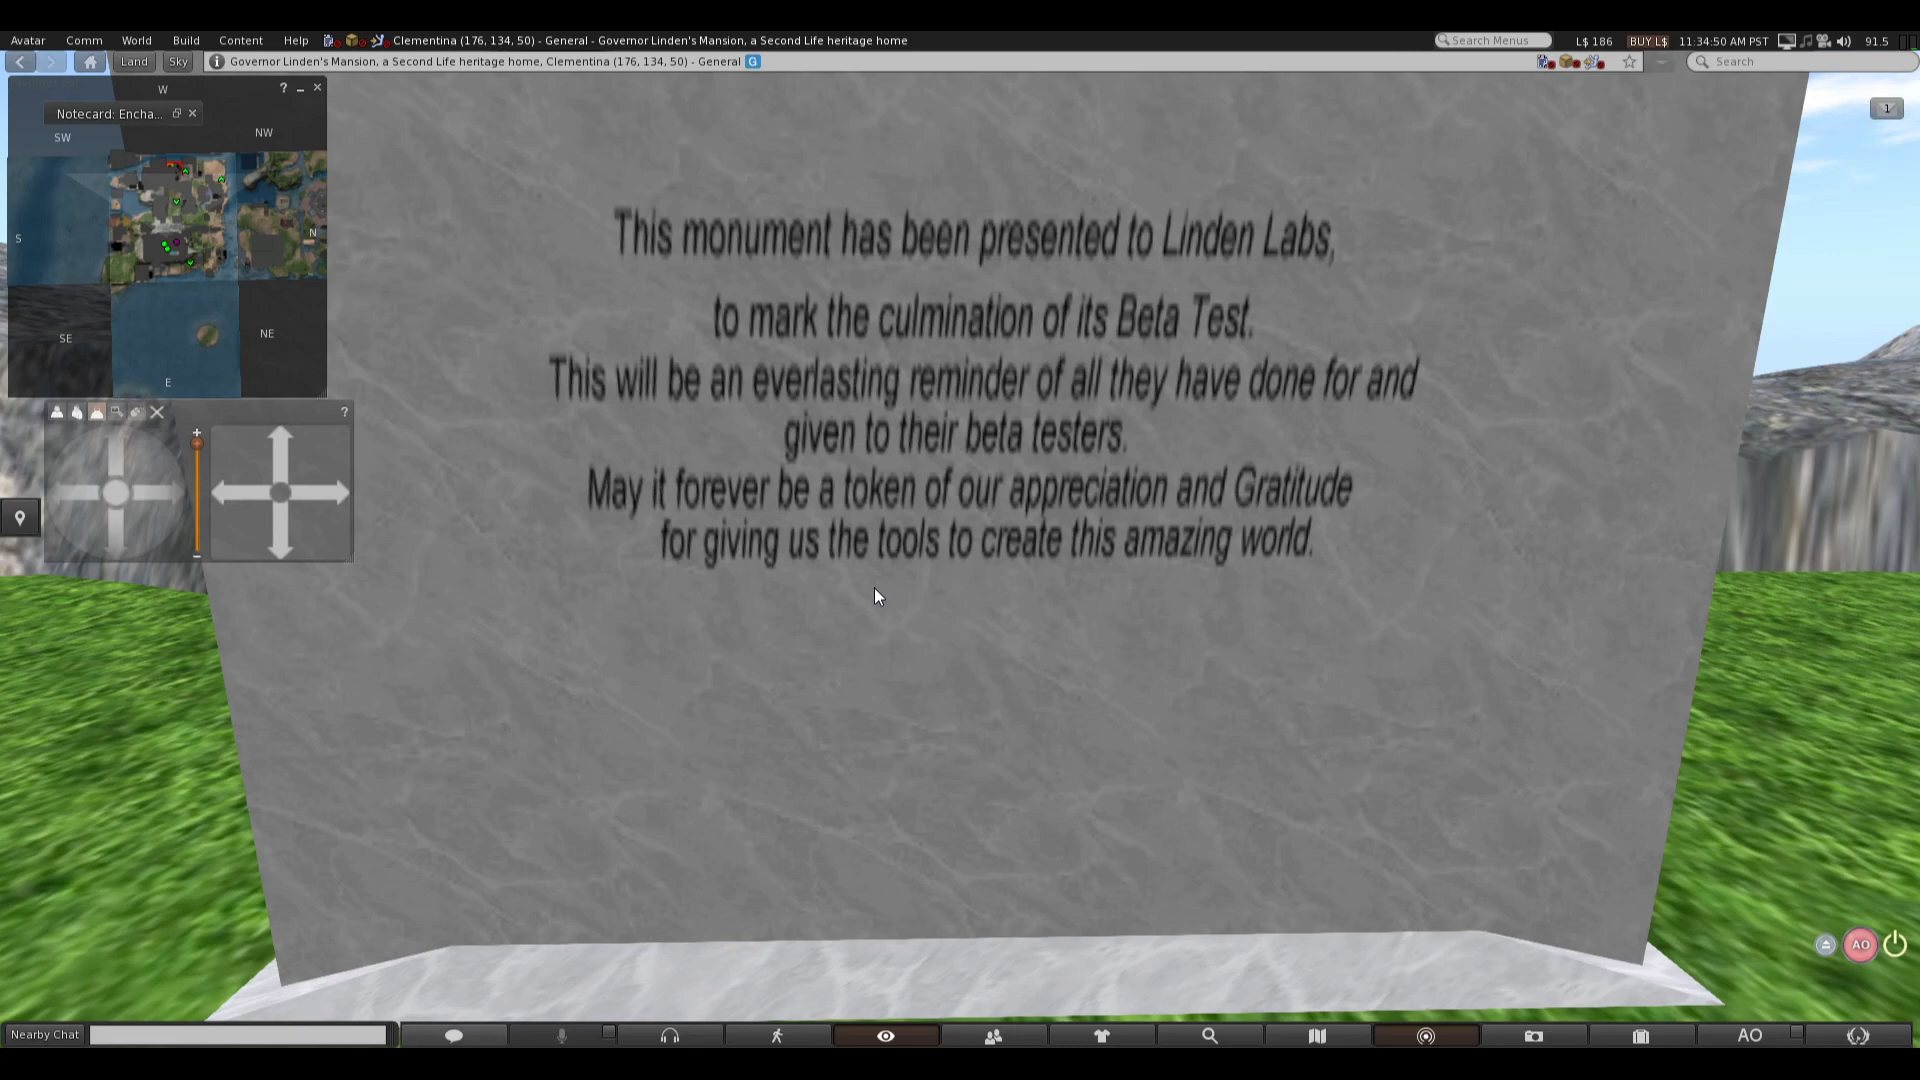 Avatar Comm World Build Content Help Clementina (176, 134, 50) - General - Governor Linden's Mansion, a Second Life heritage home Search Menus L$ 186 BUY L$ 11:34:50 AM PST 91.5
Land Sky Governor Linden's Mansion, a Second Life heritage home, Clementina (176, 134, 50) - General G Search
W ?
Notecard: Encha...
1
SW NW
S N
SE NE
E
?
This monument has been presented to Linden Labs,
to mark the culmination of its Beta Test.
This will be an everlasting reminder of all they have done for and
given to their beta testers.
May it forever be a token of our appreciation and Gratitude
for giving us the tools to create this amazing world.
AO
Nearby Chat AO